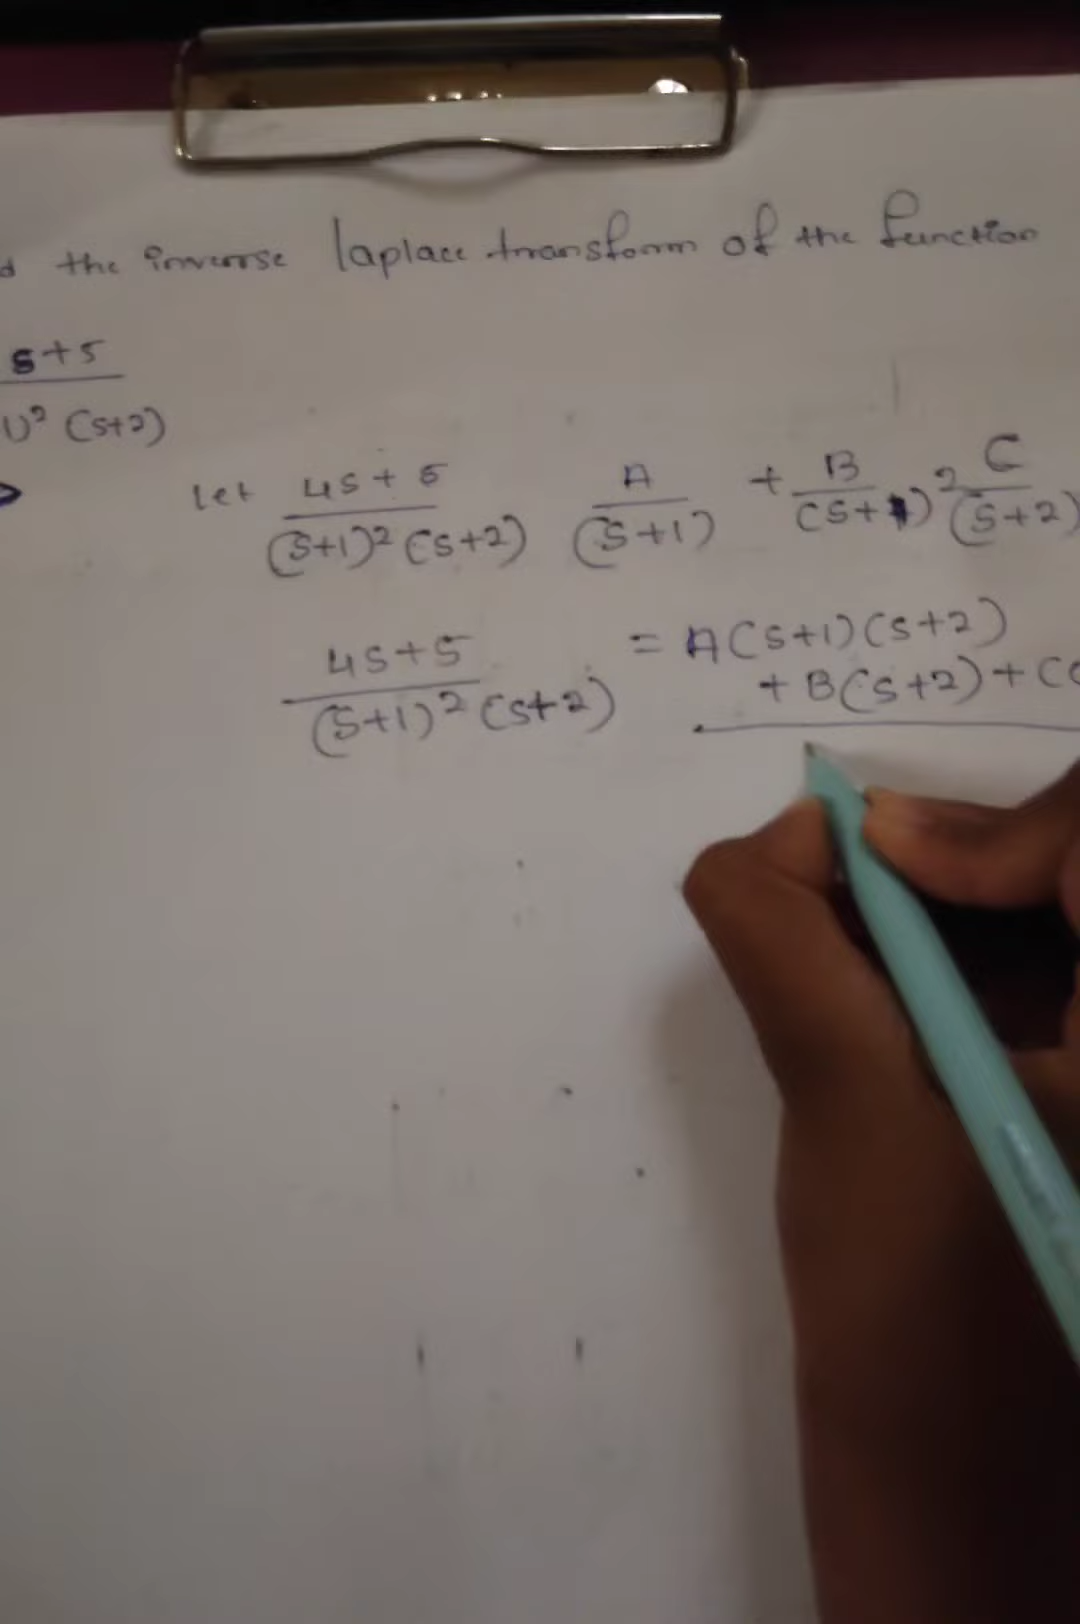 the inverse laplace transform of the function
s+5
1)² (s+2)
let 4s+5 / (s+1)² (s+2) A / (s+1) + B / (s+1)² C / (s+2)
4s+5 / (s+1)² (s+2) = A(s+1)(s+2)
+ B(s+2) + C(